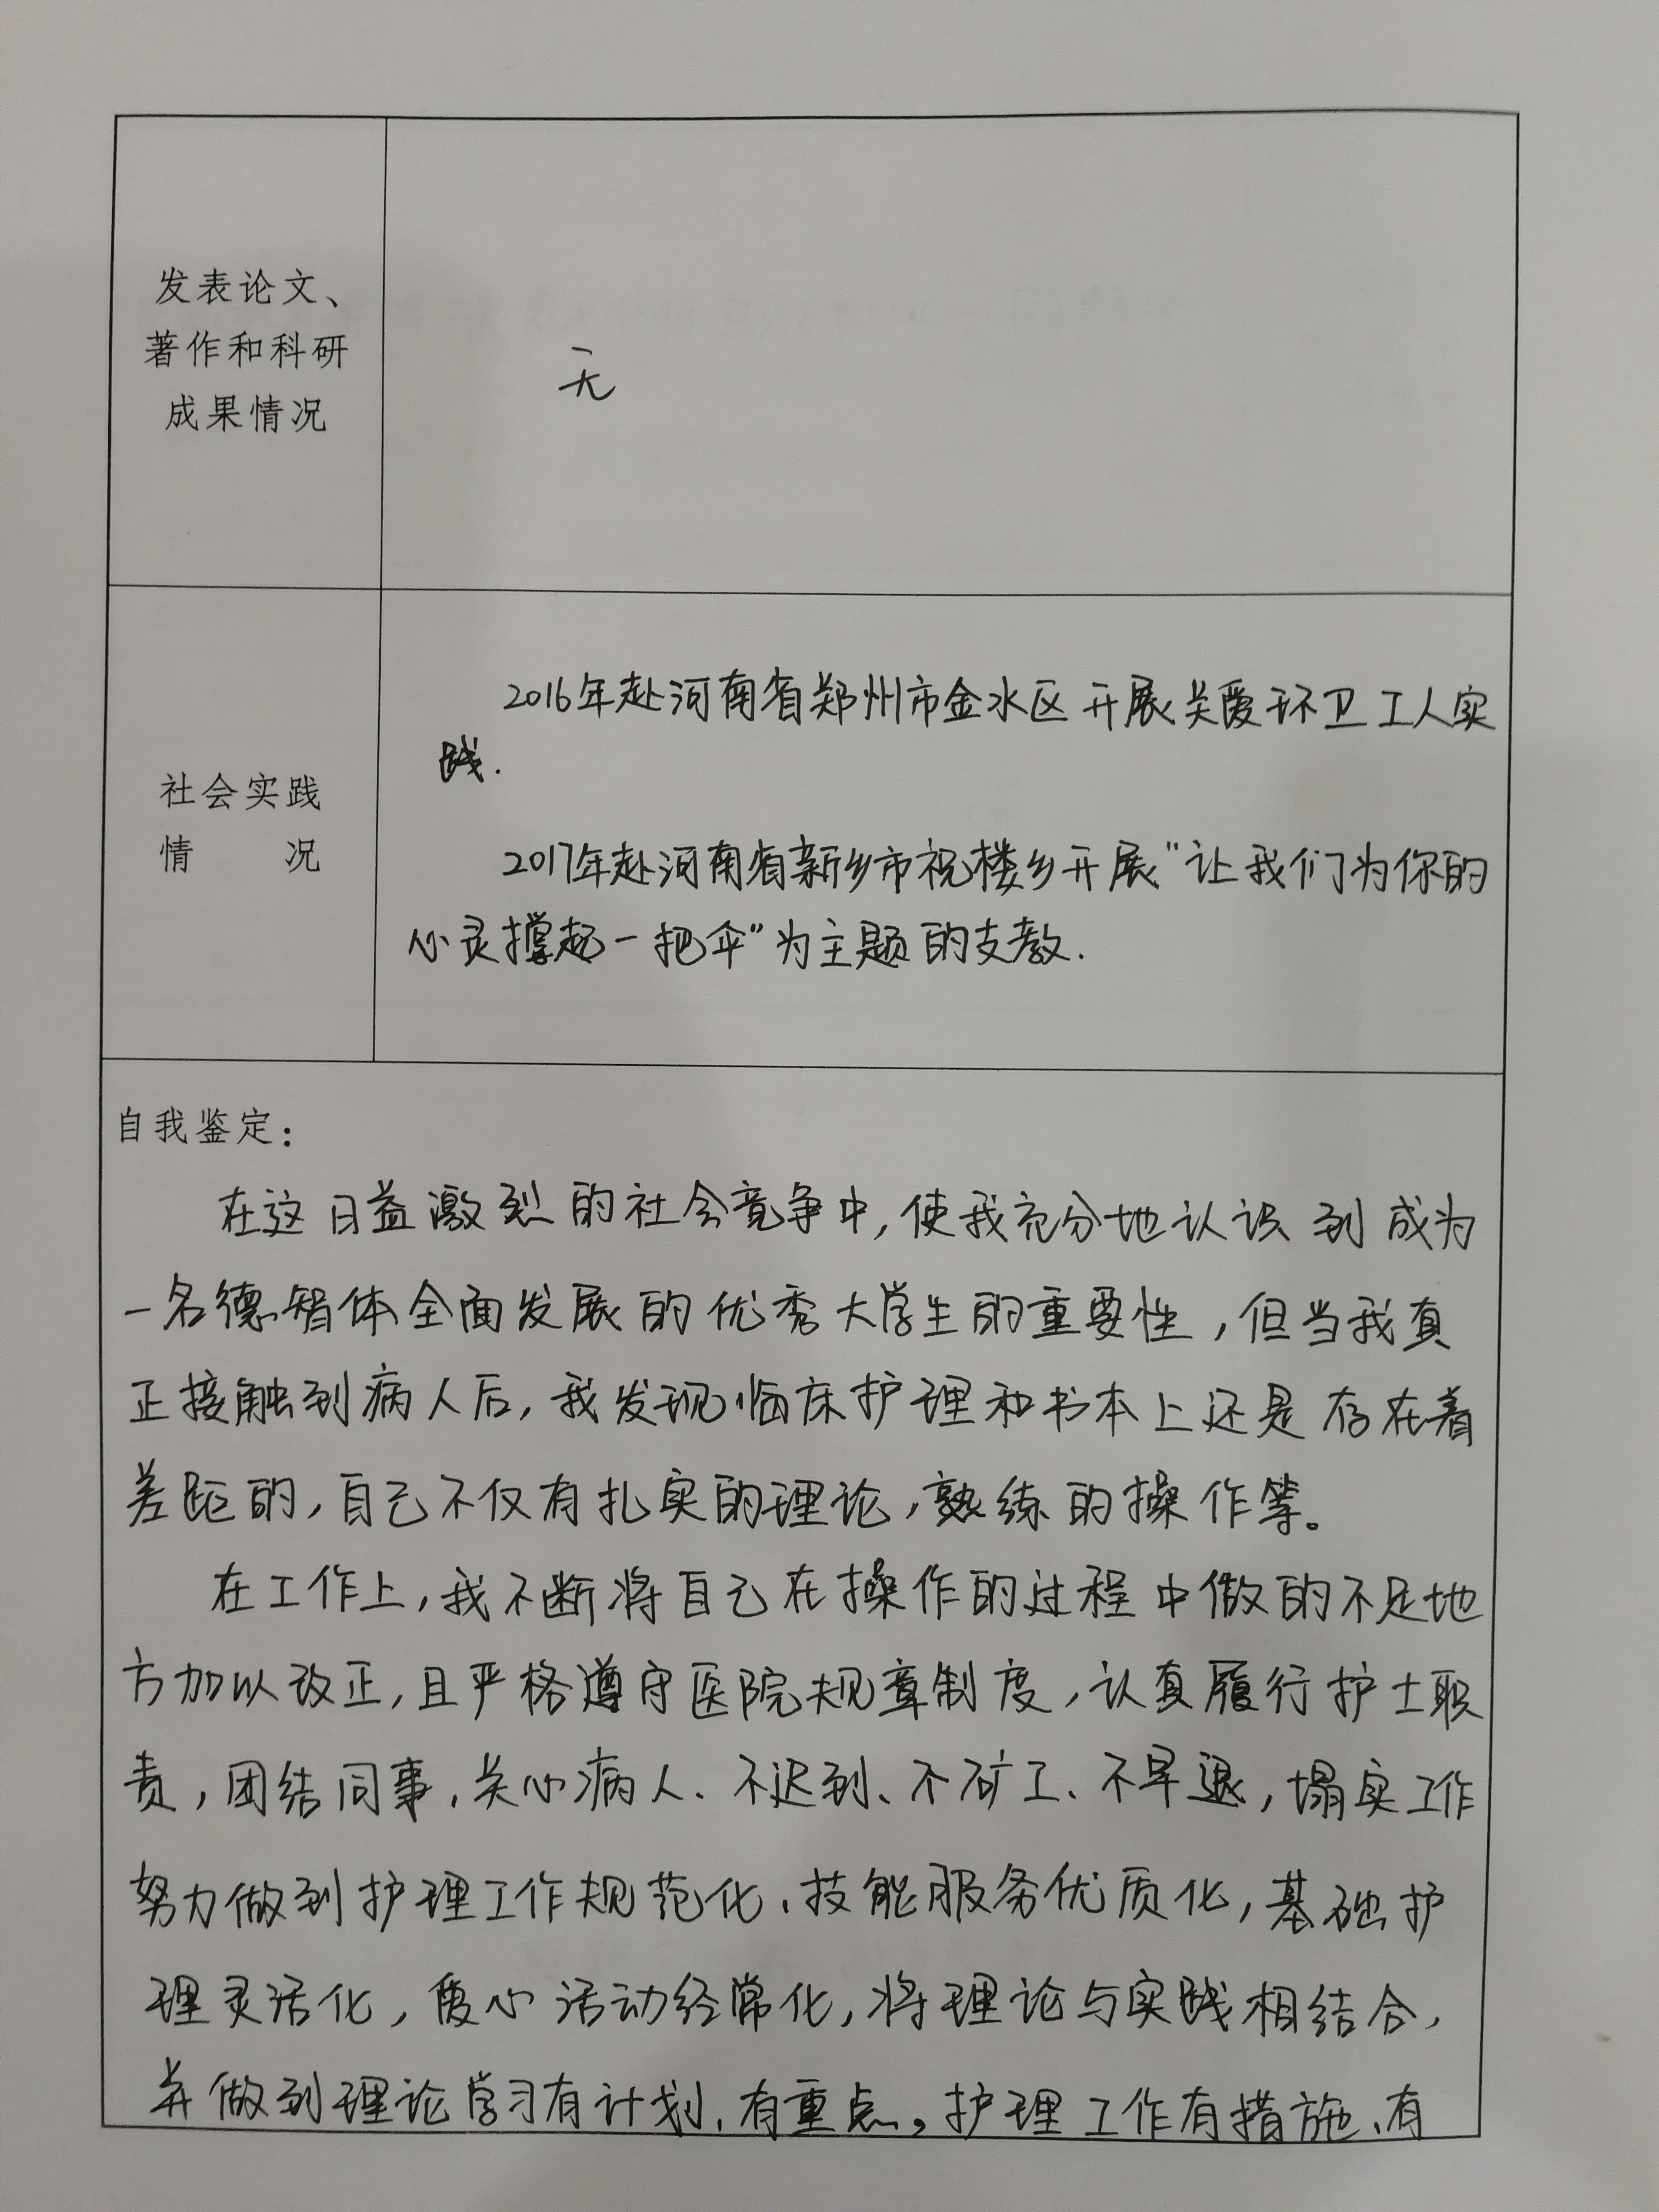 发表论文、
著作和科研
成果情况
无
社会实践
情 况
2016年赴河南省郑州市金水区开展关爱环卫工人实
践.
2017年赴河南省新乡市祝楼乡开展"让我们为你的
心灵撑起一把伞"为主题的支教.
自我鉴定：
在这日益激烈的社会竞争中,使我充分地认识到成为
一名德智体全面发展的优秀大学生的重要性,但当我真
正接触到病人后,我发现临床护理和书本上还是存在着
差距的,自己不仅有扎实的理论,熟练的操作等。
在工作上,我不断将自己在操作的过程中做的不足地
方加以改正,且严格遵守医院规章制度,认真履行护士职
责,团结同事,关心病人、不迟到、不矿工、不早退,塌实工作
努力做到护理工作规范化、技能服务优质化,基础护
理灵活化,爱心活动经常化,将理论与实践相结合,
并做到理论学习有计划,有重点。护理工作有措施、有